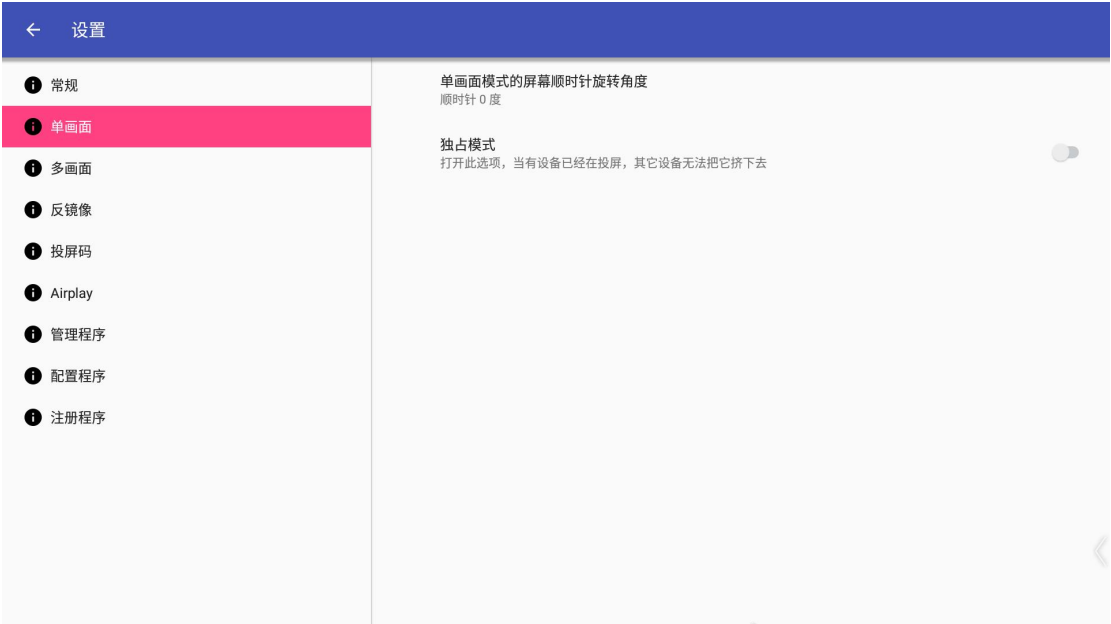 设置
常规
单画面
多画面
反镜像
投屏码
Airplay
管理程序
配置程序
注册程序
单画面模式的屏幕顺时针旋转角度
顺时针 0 度
独占模式
打开此选项，当有设备已经在投屏，其它设备无法把它挤下去